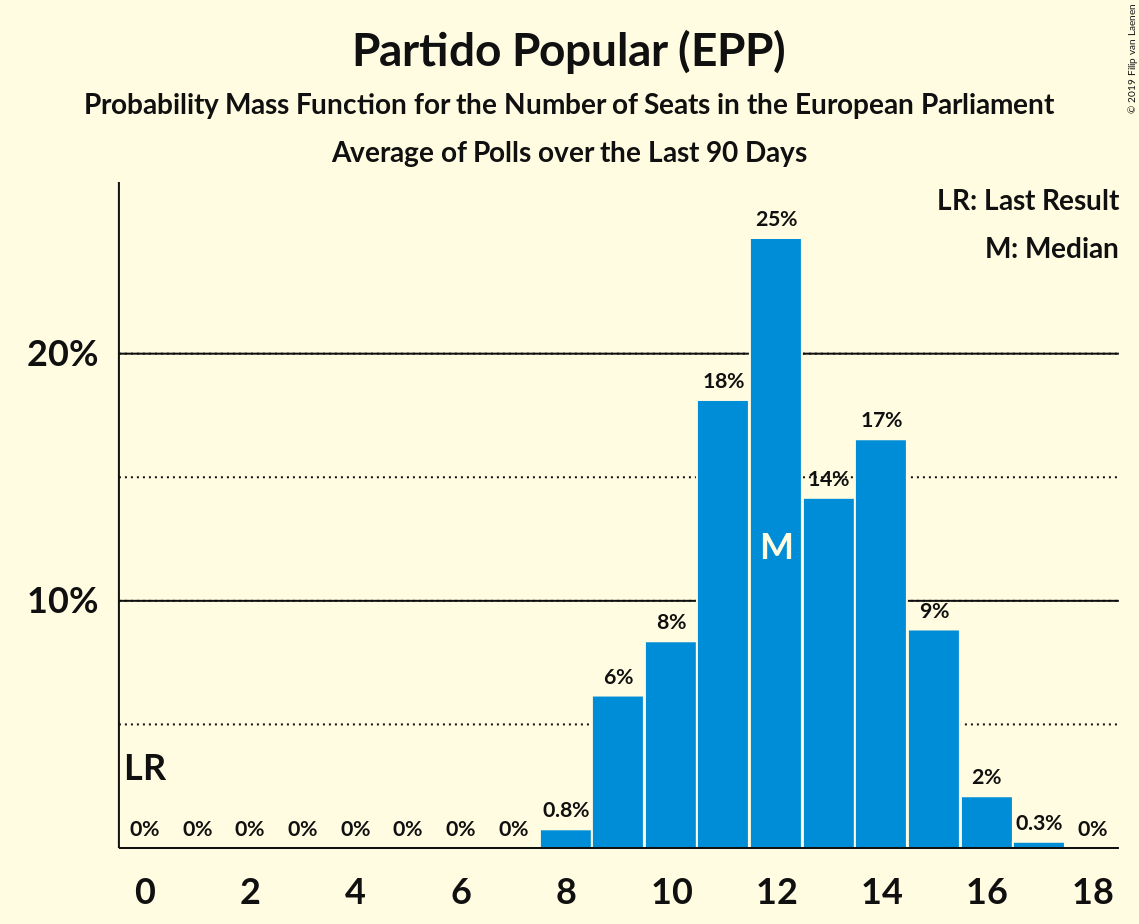 Partido Popular (EPP)
Probability Mass Function for the Number of Seats in the European Parliament
Average of Polls over the Last 90 Days
© 2019 Filip van Laenen
LR: Last Result
M: Median
25%
20%
18%
17%
14%
M
10%
9%
8%
6%
LR
2%
0.8%
0.3%
0% 0% 0% 0% 0% 0% 0% 0% 0%
0 2 4 6 8 10 12 14 16 18